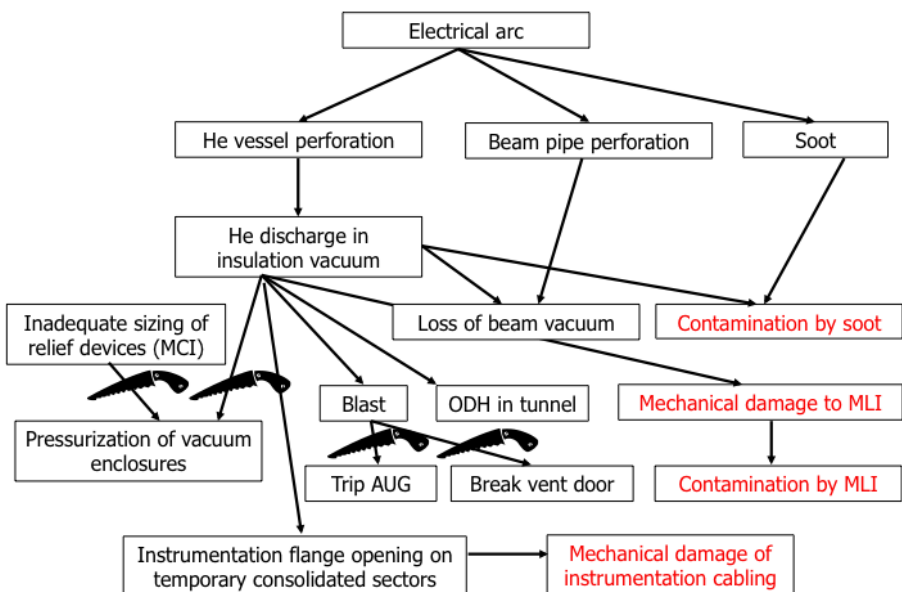 Electrical arc
He vessel perforation
Beam pipe perforation
Soot
He discharge in
insulation vacuum
Inadequate sizing of
relief devices (MCI)
Loss of beam vacuum
Contamination by soot
Blast
ODH in tunnel
Mechanical damage to MLI
Pressurization of vacuum
enclosures
Trip AUG
Break vent door
Contamination by MLI
Instrumentation flange opening on
temporary consolidated sectors
Mechanical damage of
instrumentation cabling